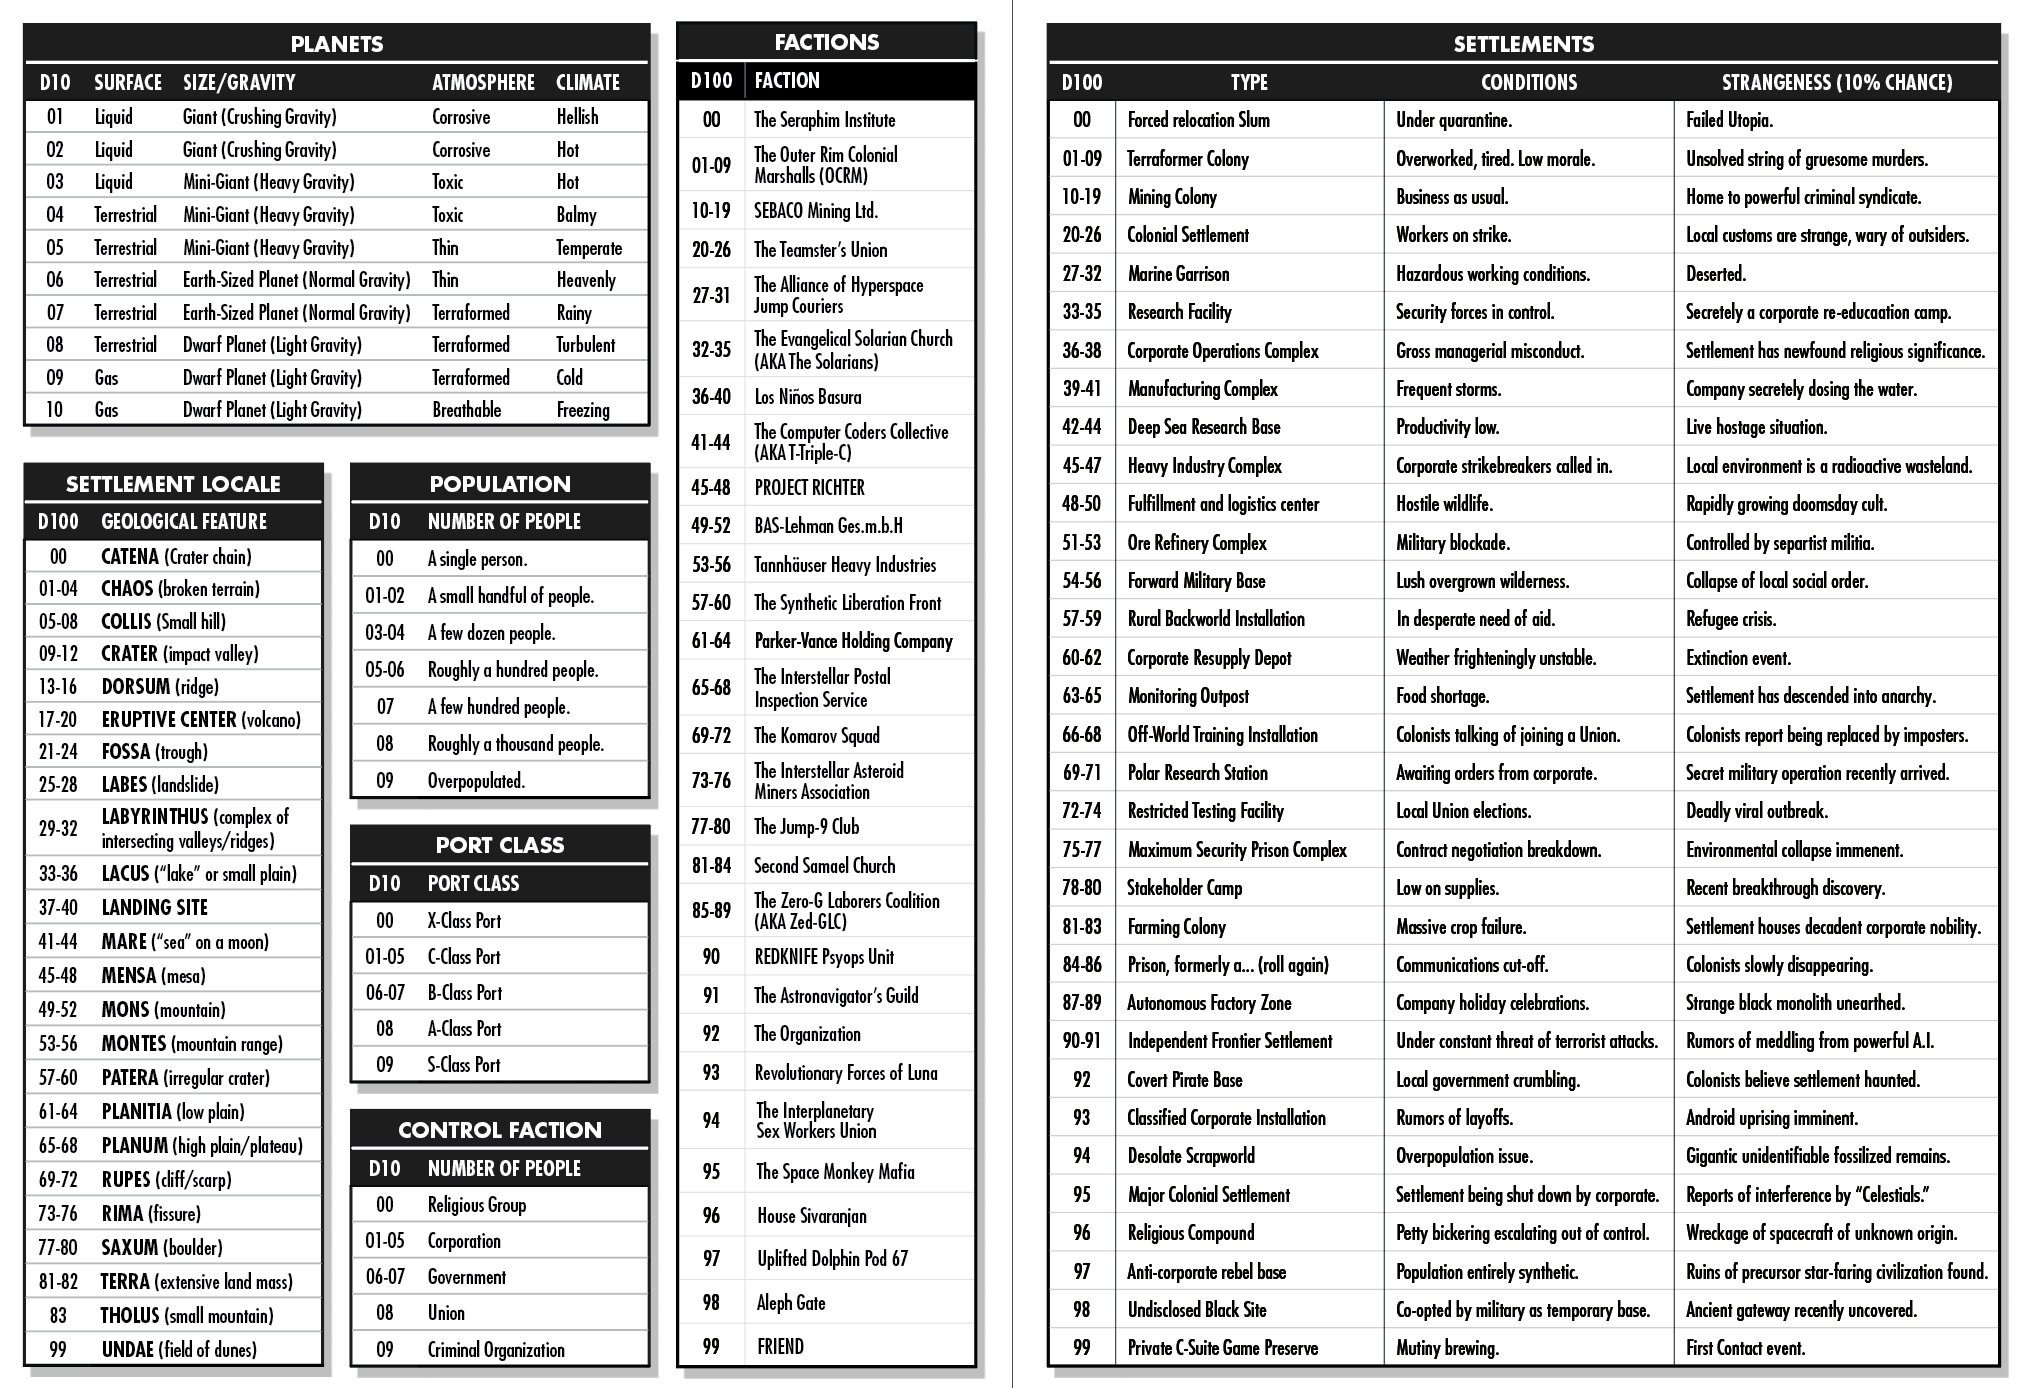 PLANETS
D10 SURFACE SIZE/GRAVITY ATMOSPHERE CLIMATE
01 Liquid Giant (Crushing Gravity) Corrosive Hellish
02 Liquid Giant (Crushing Gravity) Corrosive Hot
03 Liquid Mini-Giant (Heavy Gravity) Toxic Hot
04 Terrestrial Mini-Giant (Heavy Gravity) Toxic Balmy
05 Terrestrial Mini-Giant (Heavy Gravity) Thin Temperate
06 Terrestrial Earth-Sized Planet (Normal Gravity) Thin Heavenly
07 Terrestrial Earth-Sized Planet (Normal Gravity) Terraformed Rainy
08 Terrestrial Dwarf Planet (Light Gravity) Terraformed Turbulent
09 Gas Dwarf Planet (Light Gravity) Terraformed Cold
10 Gas Dwarf Planet (Light Gravity) Breathable Freezing
SETTLEMENT LOCALE
D100 GEOLOGICAL FEATURE
00 CATENA (Crater chain)
01-04 CHAOS (broken terrain)
05-08 COLLIS (Small hill)
09-12 CRATER (impact valley)
13-16 DORSUM (ridge)
17-20 ERUPTIVE CENTER (volcano)
21-24 FOSSA (trough)
25-28 LABES (landslide)
29-32 LABYRINTHUS (complex of
intersecting valleys/ridges)
33-36 LACUS (“lake” or small plain)
37-40 LANDING SITE
41-44 MARE (“sea” on a moon)
45-48 MENSA (mesa)
49-52 MONS (mountain)
53-56 MONTES (mountain range)
57-60 PATERA (irregular crater)
61-64 PLANITIA (low plain)
65-68 PLANUM (high plain/plateau)
69-72 RUPES (cliff/scarp)
73-76 RIMA (fissure)
77-80 SAXUM (boulder)
81-82 TERRA (extensive land mass)
83 THOLUS (small mountain)
99 UNDAE (field of dunes)
POPULATION
D10 NUMBER OF PEOPLE
00 A single person.
01-02 A small handful of people.
03-04 A few dozen people.
05-06 Roughly a hundred people.
07 A few hundred people.
08 Roughly a thousand people.
09 Overpopulated.
PORT CLASS
D10 PORT CLASS
00 X-Class Port
01-05 C-Class Port
06-07 B-Class Port
08 A-Class Port
09 S-Class Port
CONTROL FACTION
D10 NUMBER OF PEOPLE
00 Religious Group
01-05 Corporation
06-07 Government
08 Union
09 Criminal Organization
FACTIONS
D100 FACTION
00 The Seraphim Institute
01-09 The Outer Rim Colonial
Marshalls (OCRM)
10-19 SEBACO Mining Ltd.
20-26 The Teamster’s Union
27-31 The Alliance of Hyperspace
Jump Couriers
32-35 The Evangelical Solarian Church
(AKA The Solarians)
36-40 Los Niños Basura
41-44 The Computer Coders Collective
(AKA T-Triple-C)
45-48 PROJECT RICHTER
49-52 BAS-Lehman Ges.m.b.H
53-56 Tannhäuser Heavy Industries
57-60 The Synthetic Liberation Front
61-64 Parker-Vance Holding Company
65-68 The Interstellar Postal
Inspection Service
69-72 The Komarov Squad
73-76 The Interstellar Asteroid
Miners Association
77-80 The Jump-9 Club
81-84 Second Samael Church
85-89 The Zero-G Laborers Coalition
(AKA Zed-GLC)
90 REDKNIFE Psyops Unit
91 The Astronavigator’s Guild
92 The Organization
93 Revolutionary Forces of Luna
94 The Interplanetary
Sex Workers Union
95 The Space Monkey Mafia
96 House Sivaranjan
97 Uplifted Dolphin Pod 67
98 Aleph Gate
99 FRIEND
SETTLEMENTS
D100 TYPE CONDITIONS STRANGENESS (10% CHANCE)
00 Forced relocation Slum Under quarantine. Failed Utopia.
01-09 Terraformer Colony Overworked, tired. Low morale. Unsolved string of gruesome murders.
10-19 Mining Colony Business as usual. Home to powerful criminal syndicate.
20-26 Colonial Settlement Workers on strike. Local customs are strange, wary of outsiders.
27-32 Marine Garrison Hazardous working conditions. Deserted.
33-35 Research Facility Security forces in control. Secretely a corporate re-educaation camp.
36-38 Corporate Operations Complex Gross managerial misconduct. Settlement has newfound religious significance.
39-41 Manufacturing Complex Frequent storms. Company secretely dosing the water.
42-44 Deep Sea Research Base Productivity low. Live hostage situation.
45-47 Heavy Industry Complex Corporate strikebreakers called in. Local environment is a radioactive wasteland.
48-50 Fulfillment and logistics center Hostile wildlife. Rapidly growing doomsday cult.
51-53 Ore Refinery Complex Military blockade. Controlled by separtist militia.
54-56 Forward Military Base Lush overgrown wilderness. Collapse of local social order.
57-59 Rural Backworld Installation In desperate need of aid. Refugee crisis.
60-62 Corporate Resupply Depot Weather frighteningly unstable. Extinction event.
63-65 Monitoring Outpost Food shortage. Settlement has descended into anarchy.
66-68 Off-World Training Installation Colonists talking of joining a Union. Colonists report being replaced by imposters.
69-71 Polar Research Station Awaiting orders from corporate. Secret military operation recently arrived.
72-74 Restricted Testing Facility Local Union elections. Deadly viral outbreak.
75-77 Maximum Security Prison Complex Contract negotiation breakdown. Environmental collapse immenent.
78-80 Stakeholder Camp Low on supplies. Recent breakthrough discovery.
81-83 Farming Colony Massive crop failure. Settlement houses decadent corporate nobility.
84-86 Prison, formerly a... (roll again) Communications cut-off. Colonists slowly disappearing.
87-89 Autonomous Factory Zone Company holiday celebrations. Strange black monolith unearthed.
90-91 Independent Frontier Settlement Under constant threat of terrorist attacks. Rumors of meddling from powerful A.I.
92 Covert Pirate Base Local government crumbling. Colonists believe settlement haunted.
93 Classified Corporate Installation Rumors of layoffs. Android uprising imminent.
94 Desolate Scrapworld Overpopulation issue. Gigantic unidentifiable fossilized remains.
95 Major Colonial Settlement Settlement being shut down by corporate. Reports of interference by “Celestials.”
96 Religious Compound Petty bickering escalating out of control. Wreckage of spacecraft of unknown origin.
97 Anti-corporate rebel base Population entirely synthetic. Ruins of precursor star-faring civilization found.
98 Undisclosed Black Site Co-opted by military as temporary base. Ancient gateway recently uncovered.
99 Private C-Suite Game Preserve Mutiny brewing. First Contact event.